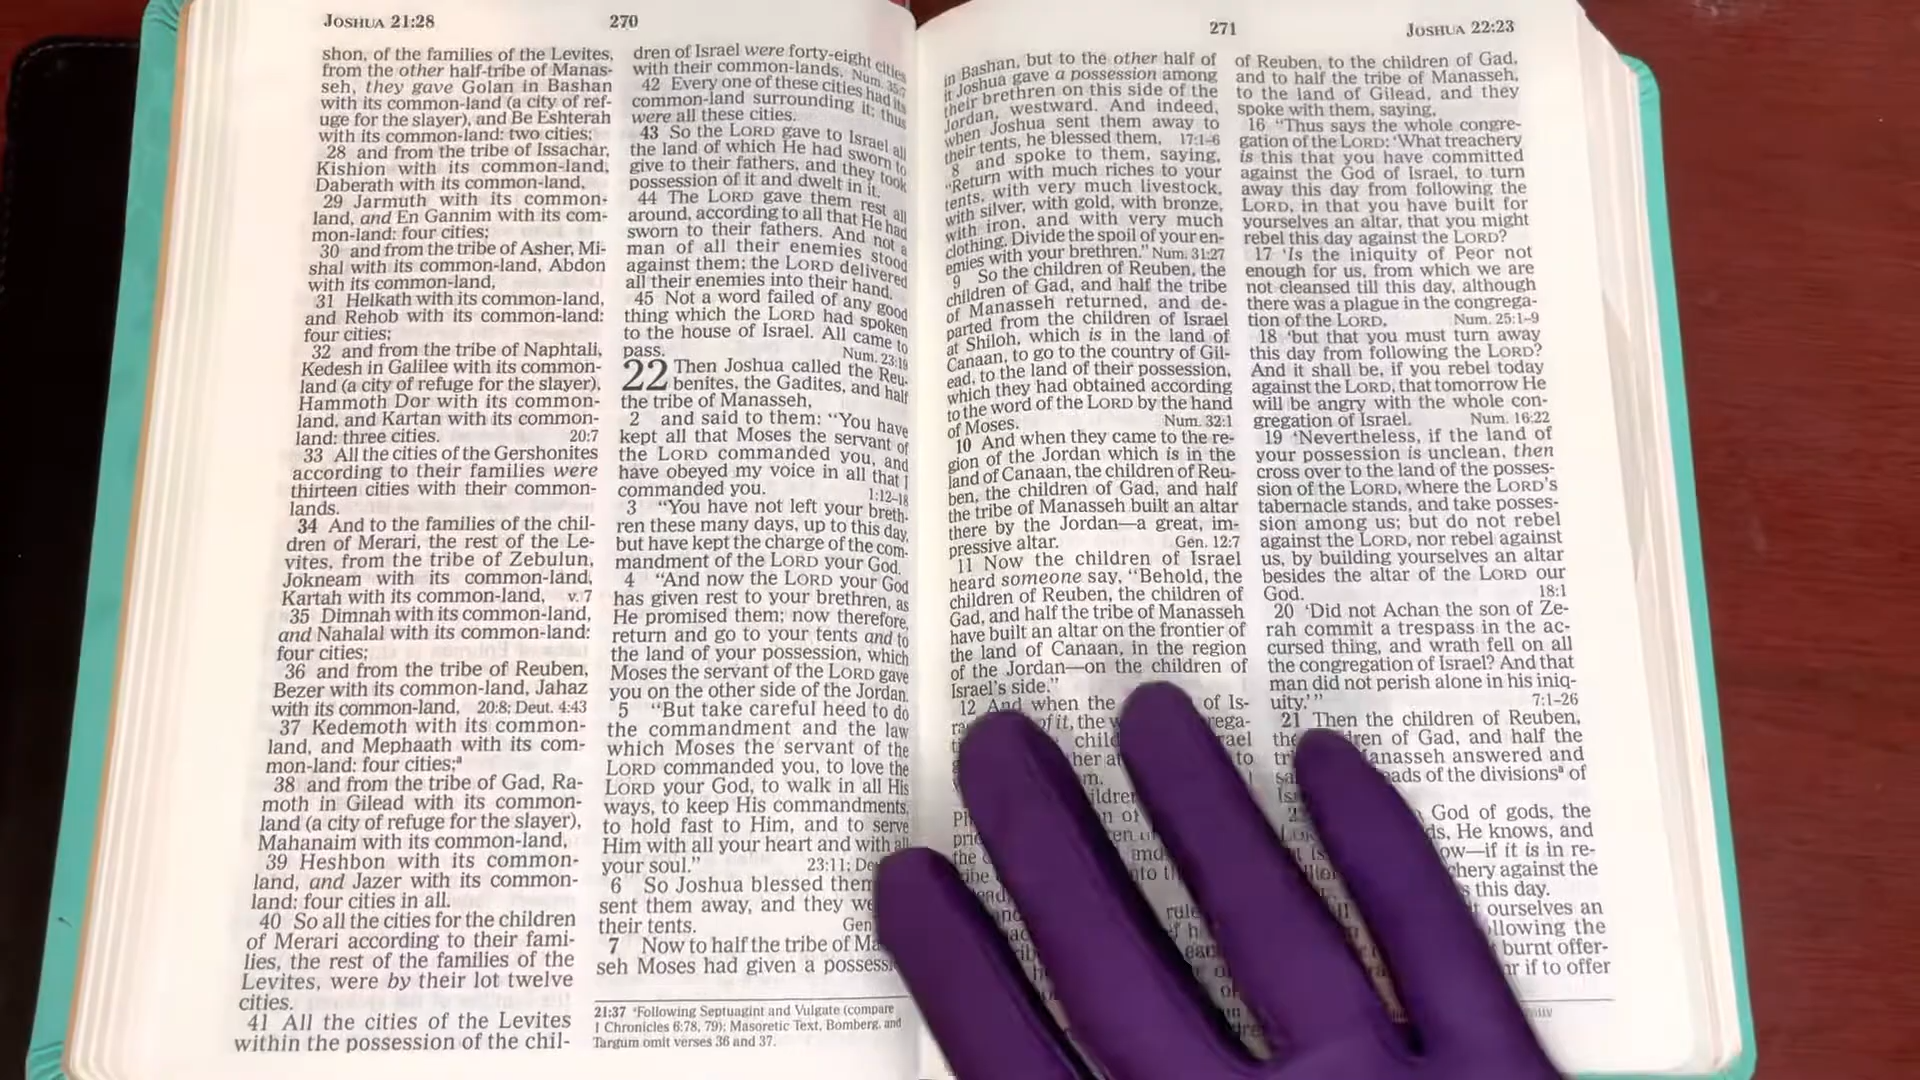 JOSHUA 21:28
270
shon, of the families of the Levites,
from the other half-tribe of Manas-
seh, they gave Golan in Bashan
with its common-land (a city of ref-
uge for the slayer), and Be Eshterah
with its common-land: two cities;
28 and from the tribe of Issachar,
Kishion with its common-land,
Daberath with its common-land,
29 Jarmuth with its common-
land, and En Gannim with its com-
mon-land: four cities;
30 and from the tribe of Asher, Mi-
shal with its common-land, Abdon
with its common-land,
31 Helkath with its common-land,
and Rehob with its common-land:
four cities;
32 and from the tribe of Naphtali,
Kedesh in Galilee with its common-
land (a city of refuge for the slayer),
Hammoth Dor with its common-
land, and Kartan with its common-
land: three cities. 20:7
33 All the cities of the Gershonites
according to their families were
thirteen cities with their common-
lands.
34 And to the families of the chil-
dren of Merari, the rest of the Le-
vites, from the tribe of Zebulun,
Jokneam with its common-land,
Kartah with its common-land, v. 7
35 Dimnah with its common-land,
and Nahalal with its common-land:
four cities;
36 and from the tribe of Reuben,
Bezer with its common-land, Jahaz
with its common-land, 20:8; Deut. 4:43
37 Kedemoth with its common-
land, and Mephaath with its com-
mon-land: four cities;a
38 and from the tribe of Gad, Ra-
moth in Gilead with its common-
land (a city of refuge for the slayer),
Mahanaim with its common-land,
39 Heshbon with its common-
land, and Jazer with its common-
land: four cities in all.
40 So all the cities for the children
of Merari according to their fami-
lies, the rest of the families of the
Levites, were by their lot twelve
cities.
41 All the cities of the Levites
within the possession of the chil-
dren of Israel were forty-eight cities
with their common-lands. Num. 35:7
42 Every one of these cities had its
common-land surrounding it; thus
were all these cities.
43 So the LORD gave to Israel all
the land of which He had sworn to
give to their fathers, and they took
possession of it and dwelt in it.
44 The LORD gave them rest all
around, according to all that He had
sworn to their fathers. And not a
man of all their enemies stood
against them; the LORD delivered
all their enemies into their hand.
45 Not a word failed of any good
thing which the LORD had spoken
to the house of Israel. All came to
pass. Num. 23:19
22 Then Joshua called the Reu-
benites, the Gadites, and half
the tribe of Manasseh,
2 and said to them: "You have
kept all that Moses the servant of
the LORD commanded you, and
have obeyed my voice in all that I
commanded you. 1:12–18
3 "You have not left your breth-
ren these many days, up to this day,
but have kept the charge of the com-
mandment of the LORD your God.
4 "And now the LORD your God
has given rest to your brethren, as
He promised them; now therefore,
return and go to your tents and to
the land of your possession, which
Moses the servant of the LORD gave
you on the other side of the Jordan.
5 "But take careful heed to do
the commandment and the law
which Moses the servant of the
LORD commanded you, to love the
LORD your God, to walk in all His
ways, to keep His commandments,
to hold fast to Him, and to serve
Him with all your heart and with all
your soul." 23:11; De
6 So Joshua blessed them
sent them away, and they we
their tents. Gen
7 Now to half the tribe of Ma
seh Moses had given a possessi
21:37 aFollowing Septuagint and Vulgate (compare
1 Chronicles 6:78, 79); Masoretic Text, Bomberg, and
Targum omit verses 36 and 37.
271
JOSHUA 22:23
in Bashan, but to the other half of
it Joshua gave a possession among
their brethren on this side of the
Jordan, westward. And indeed,
when Joshua sent them away to
their tents, he blessed them, 17:1–6
8 and spoke to them, saying,
"Return with much riches to your
tents, with very much livestock,
with silver, with gold, with bronze,
with iron, and with very much
clothing. Divide the spoil of your en-
emies with your brethren." Num. 31:27
9 So the children of Reuben, the
children of Gad, and half the tribe
of Manasseh returned, and de-
parted from the children of Israel
at Shiloh, which is in the land of
Canaan, to go to the country of Gil-
ead, to the land of their possession,
which they had obtained according
to the word of the LORD by the hand
of Moses. Num. 32:1
10 And when they came to the re-
gion of the Jordan which is in the
land of Canaan, the children of Reu-
ben, the children of Gad, and half
the tribe of Manasseh built an altar
there by the Jordan—a great, im-
pressive altar. Gen. 12:7
11 Now the children of Israel
heard someone say, "Behold, the
children of Reuben, the children of
Gad, and half the tribe of Manasseh
have built an altar on the frontier of
the land of Canaan, in the region
of the Jordan—on the children of
Israel's side."
12 And when the of Is-
of it, the w rega-
child rael
her at to
of Reuben, to the children of Gad,
and to half the tribe of Manasseh,
to the land of Gilead, and they
spoke with them, saying,
16 "Thus says the whole congre-
gation of the LORD: 'What treachery
is this that you have committed
against the God of Israel, to turn
away this day from following the
LORD, in that you have built for
yourselves an altar, that you might
rebel this day against the LORD?
17 'Is the iniquity of Peor not
enough for us, from which we are
not cleansed till this day, although
there was a plague in the congrega-
tion of the LORD, Num. 25:1–9
18 'but that you must turn away
this day from following the LORD?
And it shall be, if you rebel today
against the LORD, that tomorrow He
will be angry with the whole con-
gregation of Israel. Num. 16:22
19 'Nevertheless, if the land of
your possession is unclean, then
cross over to the land of the posses-
sion of the LORD, where the LORD's
tabernacle stands, and take posses-
sion among us; but do not rebel
against the LORD, nor rebel against
us, by building yourselves an altar
besides the altar of the LORD our
God. 18:1
20 'Did not Achan the son of Ze-
rah commit a trespass in the ac-
cursed thing, and wrath fell on all
the congregation of Israel? And that
man did not perish alone in his iniq-
uity.' " 7:1–26
21 Then the children of Reuben,
the dren of Gad, and half the
tr anasseh answered and
sa ads of the divisionsa of
God of gods, the
ds, He knows, and
ow—if it is in re-
chery against the
s this day.
ourselves an
llowing the
burnt offer-
r if to offer